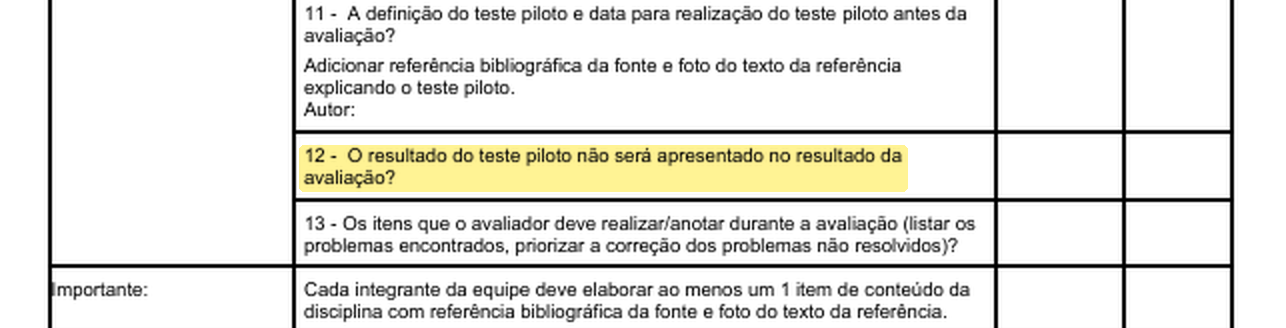 11 -  A definição do teste piloto e data para realização do teste piloto antes da
avaliação?
Adicionar referência bibliográfica da fonte e foto do texto da referência
explicando o teste piloto.
Autor:
12 -  O resultado do teste piloto não será apresentado no resultado da
avaliação?
13 - Os itens que o avaliador deve realizar/anotar durante a avaliação (listar os
problemas encontrados, priorizar a correção dos problemas não resolvidos)?
Importante:
Cada integrante da equipe deve elaborar ao menos um 1 item de conteúdo da
disciplina com referência bibliográfica da fonte e foto do texto da referência.